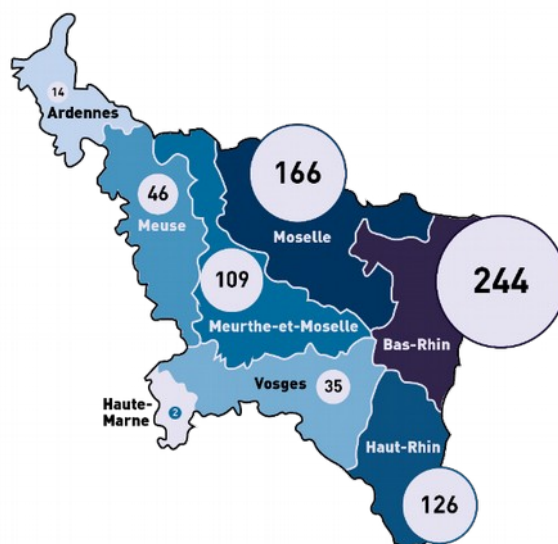 14
Ardennes
46
Meuse
166
Moselle
109
Meurthe-et-Moselle
244
Bas-Rhin
Vosges 35
Haute-
Marne
2
Haut-Rhin
126